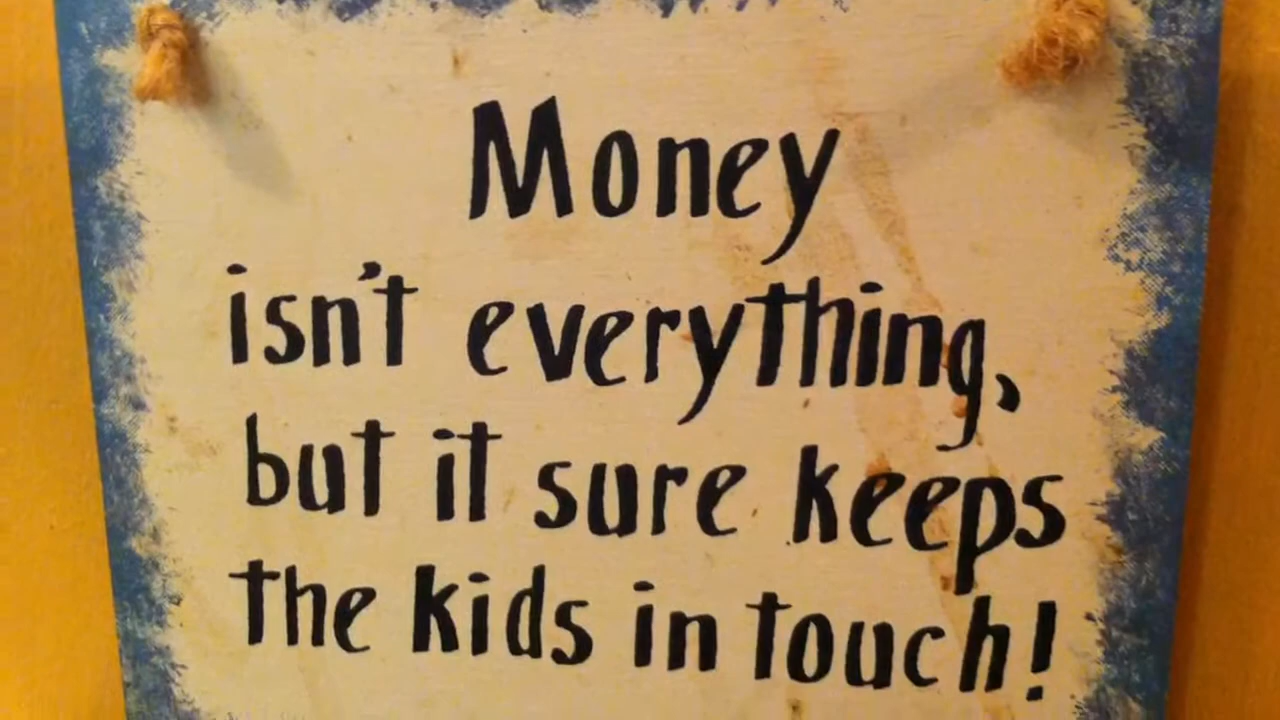 Money
isn't everything,
but it sure keeps
the kids in touch!